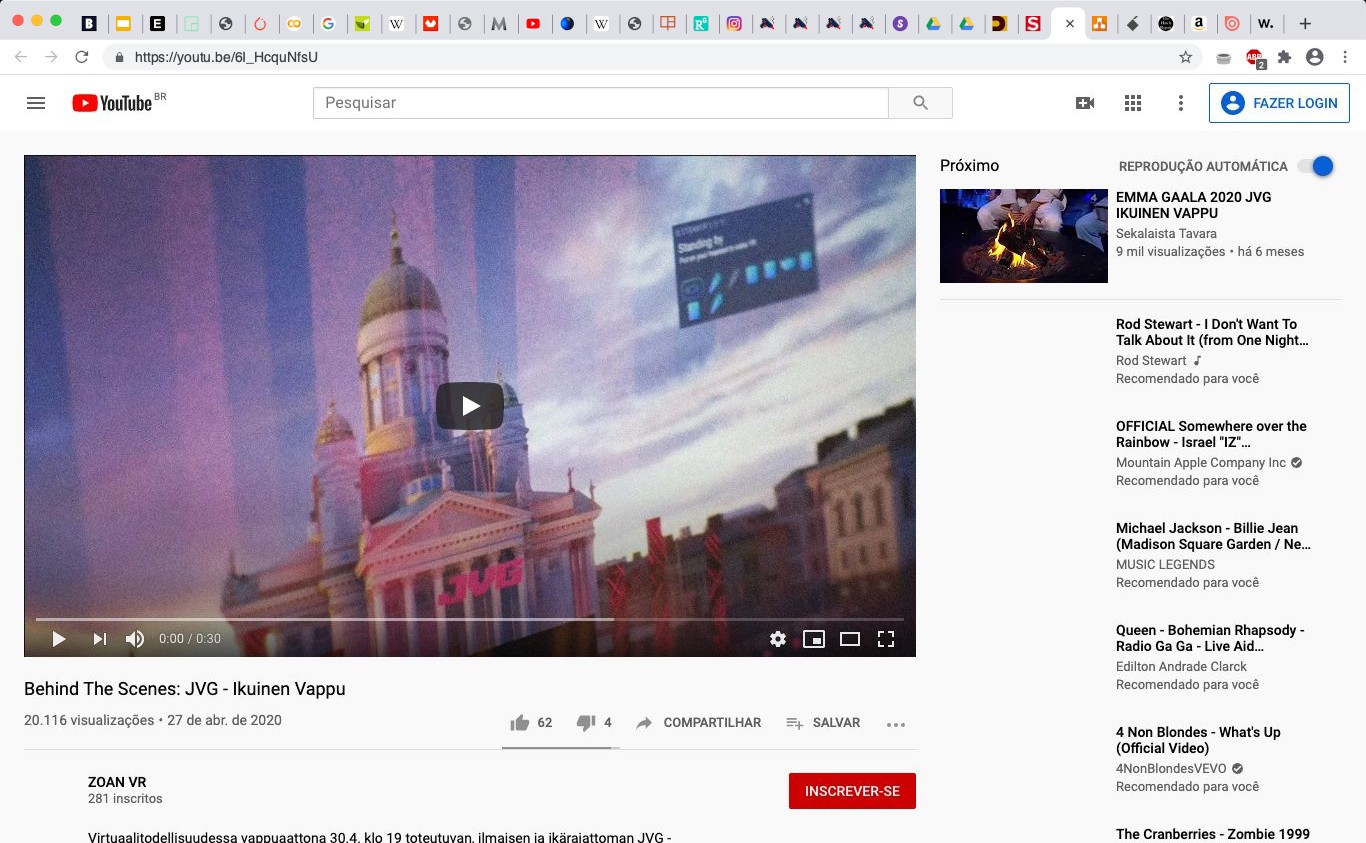 https://youtu.be/6l_HcquNfsU
2
YouTube BR
Pesquisar
FAZER LOGIN
Standing by
JVG
0:00 / 0:30
Behind The Scenes: JVG - Ikuinen Vappu
20.116 visualizações • 27 de abr. de 2020
62
4
COMPARTILHAR
SALVAR
ZOAN VR
281 inscritos
INSCREVER-SE
Virtuaalitodellisuudessa vappuaattona 30.4. klo 19 toteutuvan, ilmaisen ja ikärajattoman JVG -
Próximo
REPRODUÇÃO AUTOMÁTICA
EMMA GAALA 2020 JVG
IKUINEN VAPPU
Sekalaista Tavara
9 mil visualizações • há 6 meses
Rod Stewart - I Don't Want To
Talk About It (from One Night...
Rod Stewart
Recomendado para você
OFFICIAL Somewhere over the
Rainbow - Israel "IZ"...
Mountain Apple Company Inc
Recomendado para você
Michael Jackson - Billie Jean
(Madison Square Garden / Ne...
MUSIC LEGENDS
Recomendado para você
Queen - Bohemian Rhapsody -
Radio Ga Ga - Live Aid...
Edilton Andrade Clarck
Recomendado para você
4 Non Blondes - What's Up
(Official Video)
4NonBlondesVEVO
Recomendado para você
The Cranberries - Zombie 1999